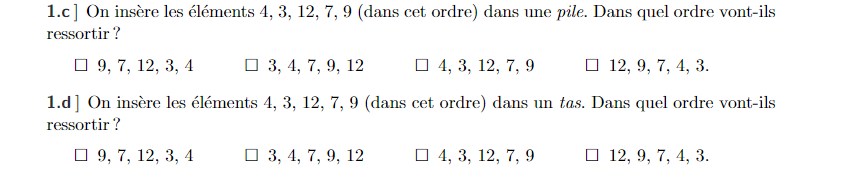 1.c ] On insère les éléments 4, 3, 12, 7, 9 (dans cet ordre) dans une pile. Dans quel ordre vont-ils
ressortir ?
☐ 9, 7, 12, 3, 4 ☐ 3, 4, 7, 9, 12 ☐ 4, 3, 12, 7, 9 ☐ 12, 9, 7, 4, 3.
1.d ] On insère les éléments 4, 3, 12, 7, 9 (dans cet ordre) dans un tas. Dans quel ordre vont-ils
ressortir ?
☐ 9, 7, 12, 3, 4 ☐ 3, 4, 7, 9, 12 ☐ 4, 3, 12, 7, 9 ☐ 12, 9, 7, 4, 3.